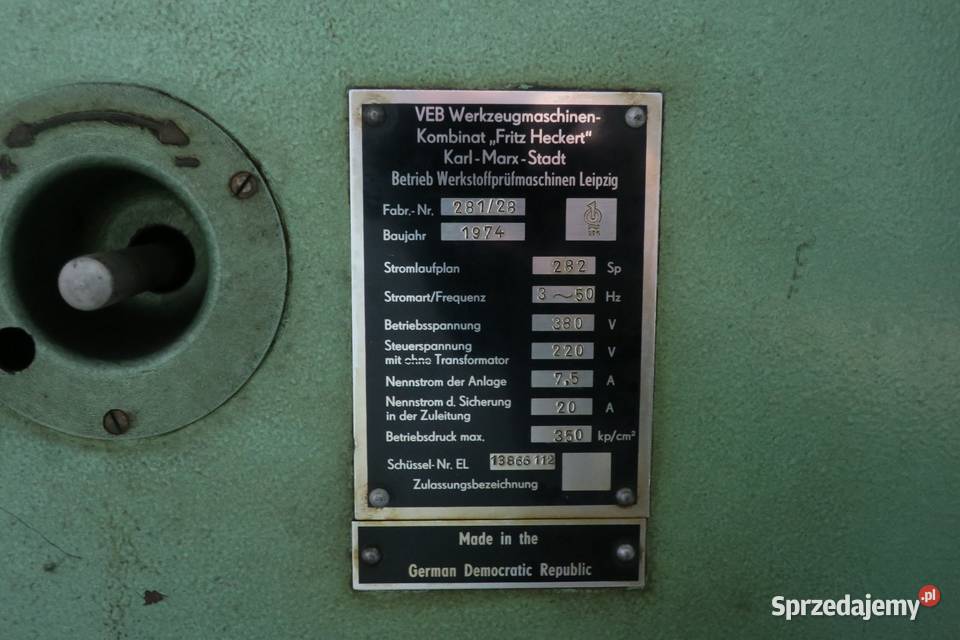 VEB Werkzeugmaschinen-
Kombinat „Fritz Heckert“
Karl-Marx-Stadt
Betrieb Werkstoffprüfmaschinen Leipzig
Fabr.-Nr. 281/28
Baujahr 1974
Stromlaufplan 282 Sp
Stromart/Frequenz 3 ~ 50 Hz
Betriebsspannung 380 V
Steuerspannung
mit ohne Transformator 220 V
Nennstrom der Anlage 7,5 A
Nennstrom d. Sicherung
in der Zuleitung 20 A
Betriebsdruck max. 350 kp/cm²
Schüssel-Nr. EL 13866112
Zulassungsbezeichnung
Made in the
German Democratic Republic
Sprzedajemy.pl